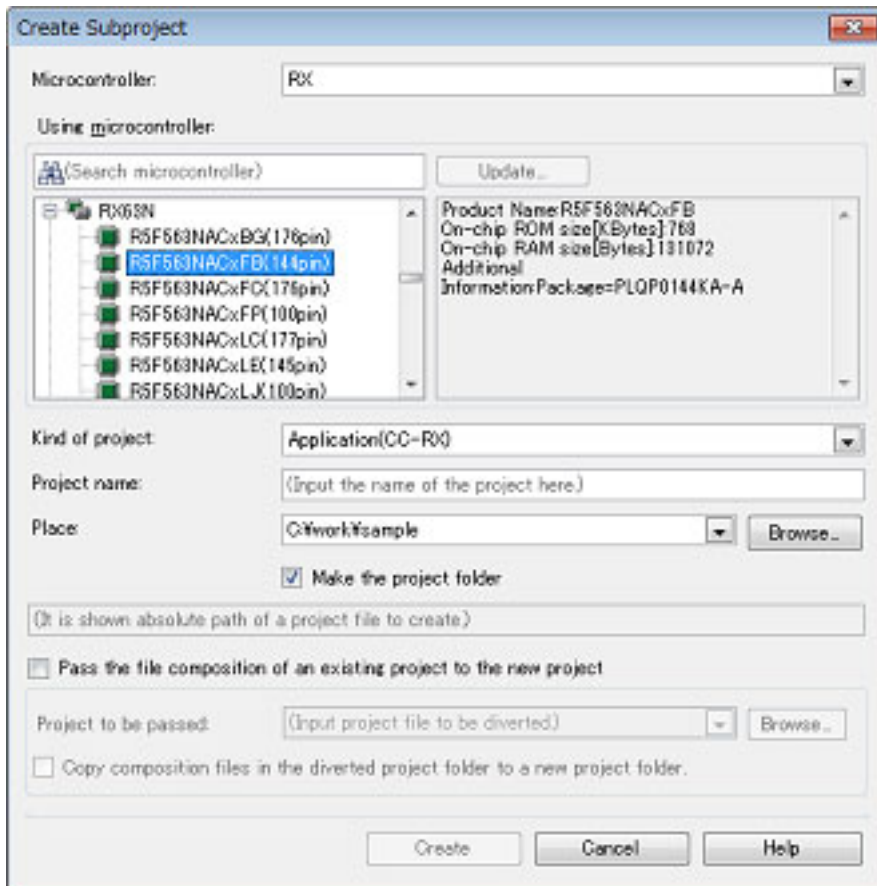 Create Subproject
Microcontroller: RX
Using microcontroller:
(Search microcontroller) Update...
RX63N
R5F563NACxBG(176pin)
R5F563NACxFB(144pin)
R5F563NACxFC(176pin)
R5F563NACxFP(100pin)
R5F563NACxLC(177pin)
R5F563NACxLE(145pin)
R5F563NACxLJ(100pin)
Product Name:R5F563NACxFB
On-chip ROM size[KBytes]:768
On-chip RAM size[Bytes]:131072
Additional
Information:Package=PLQP0144KA-A
Kind of project: Application(CC-RX)
Project name: (Input the name of the project here.)
Place: C:¥work¥sample Browse...
Make the project folder
(It is shown absolute path of a project file to create)
Pass the file composition of an existing project to the new project
Project to be passed: (Input project file to be diverted) Browse...
Copy composition files in the diverted project folder to a new project folder.
Create Cancel Help